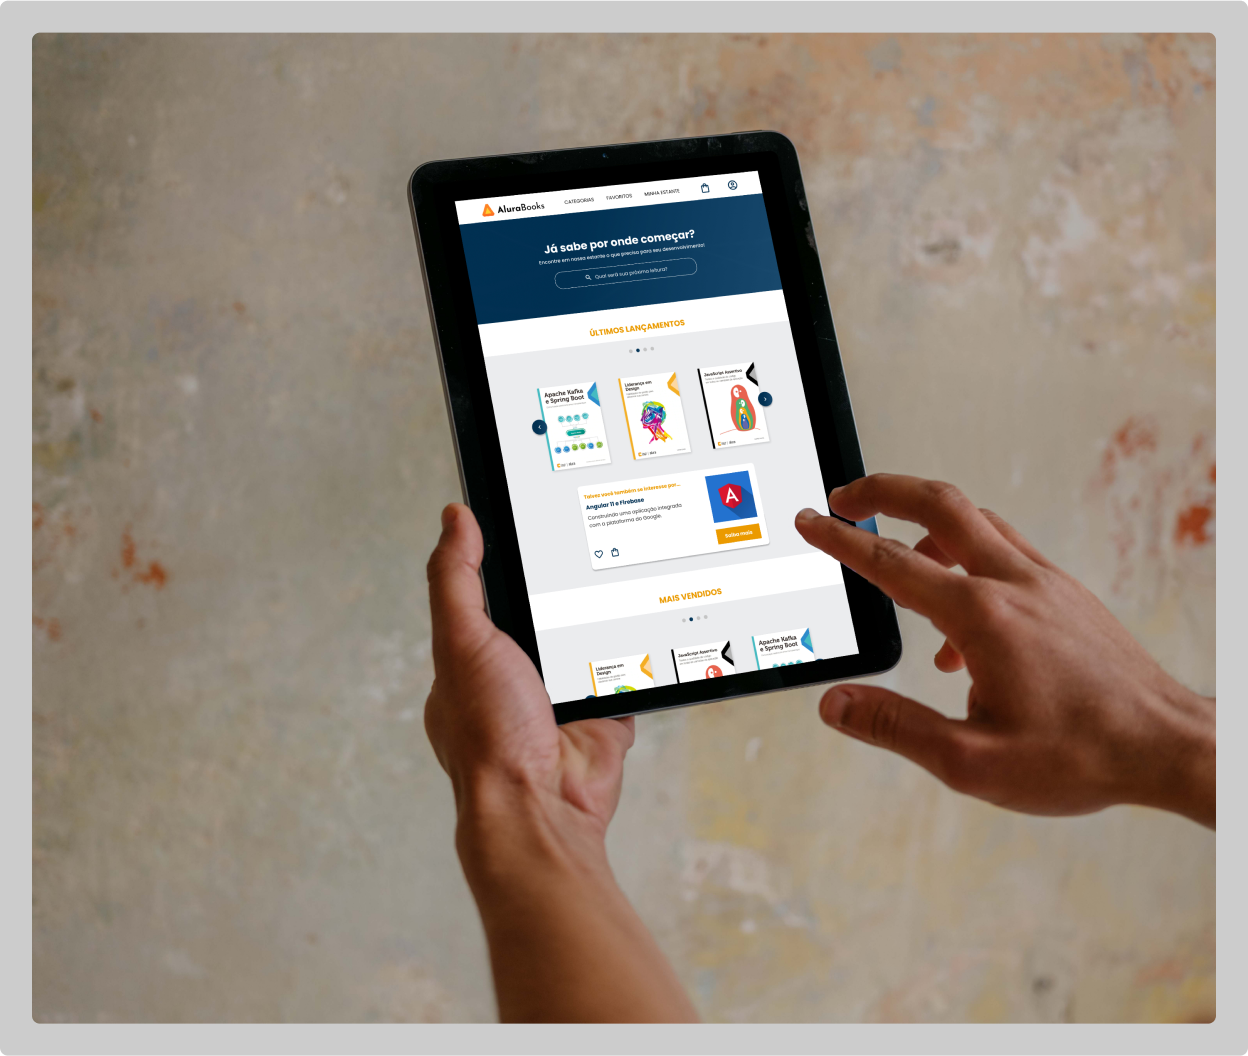 AluraBooks
CATEGORIAS
FAVORITOS
MINHA ESTANTE
Já sabe por onde começar?
Encontre em nossa estante o que precisa para seu desenvolvimento!
Qual será sua próxima leitura?
ÚLTIMOS LANÇAMENTOS
Apache Kafka
e Spring Boot
Liderança em
Design
JavaScript Assertivo
Talvez você também se interesse por...
Angular 11 e Firebase
Construindo uma aplicação integrada
com a plataforma do Google.
A
Saiba mais
MAIS VENDIDOS
Liderança em
Design
JavaScript Assertivo
Apache Kafka
e Spring Boot